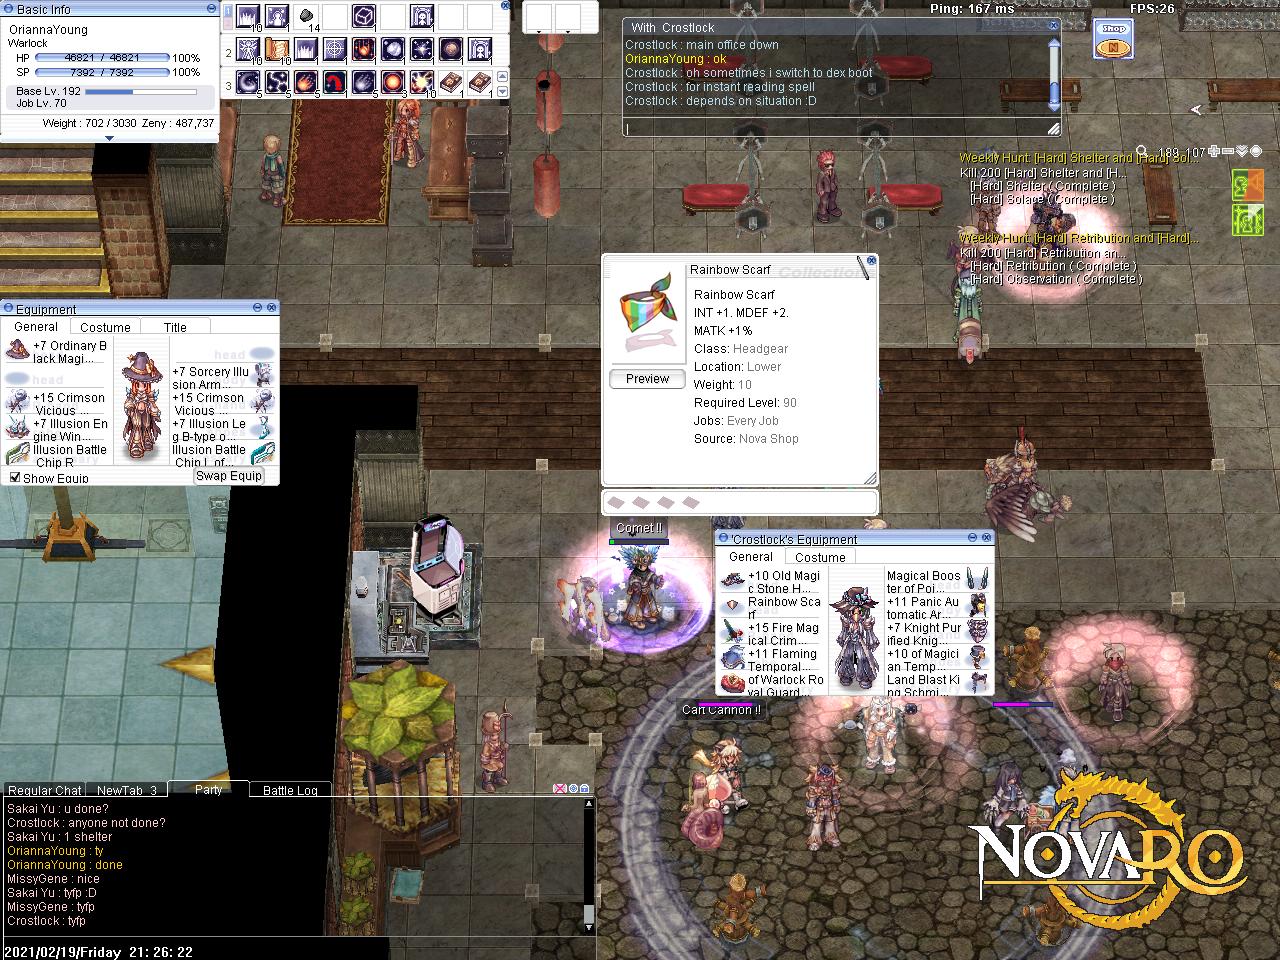 Basic Info
OriannaYoung
Warlock
HP 46821 / 46821 100%
SP 7392 / 7392 100%
Base Lv. 192
Job Lv. 70
Weight : 702 / 3030 Zeny : 487,737
With Crostlock
Crostlock : main office down
OriannaYoung : ok
Crostlock : oh sometimes i switch to dex boot
Crostlock : for instant reading spell
Crostlock : depends on situation :D
Ping: 167 ms
FPS:26
Shop
N
189 107
Weekly Hunt: [Hard] Shelter and [Hard] Sol...
Kill 200 [Hard] Shelter and [H...
[Hard] Shelter ( Complete )
[Hard] Solace ( Complete )
Weekly Hunt: [Hard] Retribution and [Hard]...
Kill 200 [Hard] Retribution an...
[Hard] Retribution ( Complete )
[Hard] Observation ( Complete )
Rainbow Scarf
Collection
Rainbow Scarf
INT +1. MDEF +2.
MATK +1%
Class: Headgear
Location: Lower
Weight: 10
Required Level: 90
Jobs: Every Job
Source: Nova Shop
Preview
Equipment
General Costume Title
+7 Ordinary B
lack Magi...
head
head
+7 Sorcery Illu
sion Arm...
+15 Crimson
Vicious ...
+15 Crimson
Vicious ...
+7 Illusion En
gine Win...
+7 Illusion Le
g B-type o...
Illusion Battle
Chip R
Illusion Battle
Chip L of...
Show Equip
Swap Equip
Comet !!
'Crostlock's Equipment
General Costume
+10 Old Magi
c Stone H...
Magical Boos
ter of Poi...
Rainbow Sca
rf
+11 Panic Au
tomatic Ar...
+15 Fire Mag
ical Crim...
+7 Knight Pur
ified Knig...
+11 Flaming
Temporal...
+10 of Magici
an Temp...
of Warlock Ro
yal Guard...
Land Blast Ki
ng Schmi...
Cart Cannon !!
Regular Chat NewTab_3 Party Battle Log
Sakai Yu : u done?
Crostlock : anyone not done?
Sakai Yu : 1 shelter
OriannaYoung : ty
OriannaYoung : done
MissyGene : nice
Sakai Yu : tyfp :D
MissyGene : tyfp
Crostlock : tyfp
2021/02/19/Friday 21: 26: 22
NOVARO